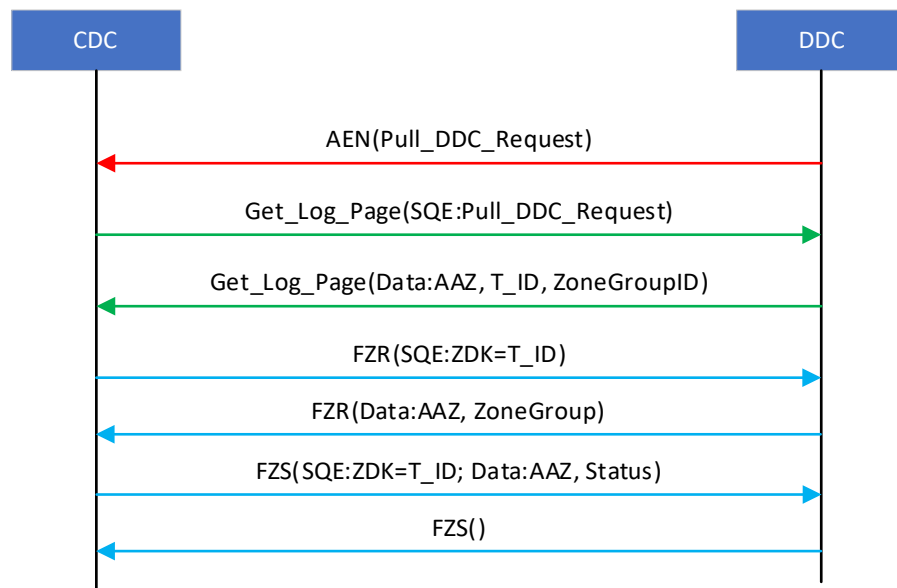 CDC
DDC
AEN(Pull_DDC_Request)
Get_Log_Page(SQE:Pull_DDC_Request)
Get_Log_Page(Data:AAZ, T_ID, ZoneGroupID)
FZR(SQE:ZDK=T_ID)
FZR(Data:AAZ, ZoneGroup)
FZS(SQE:ZDK=T_ID; Data:AAZ, Status)
FZS()